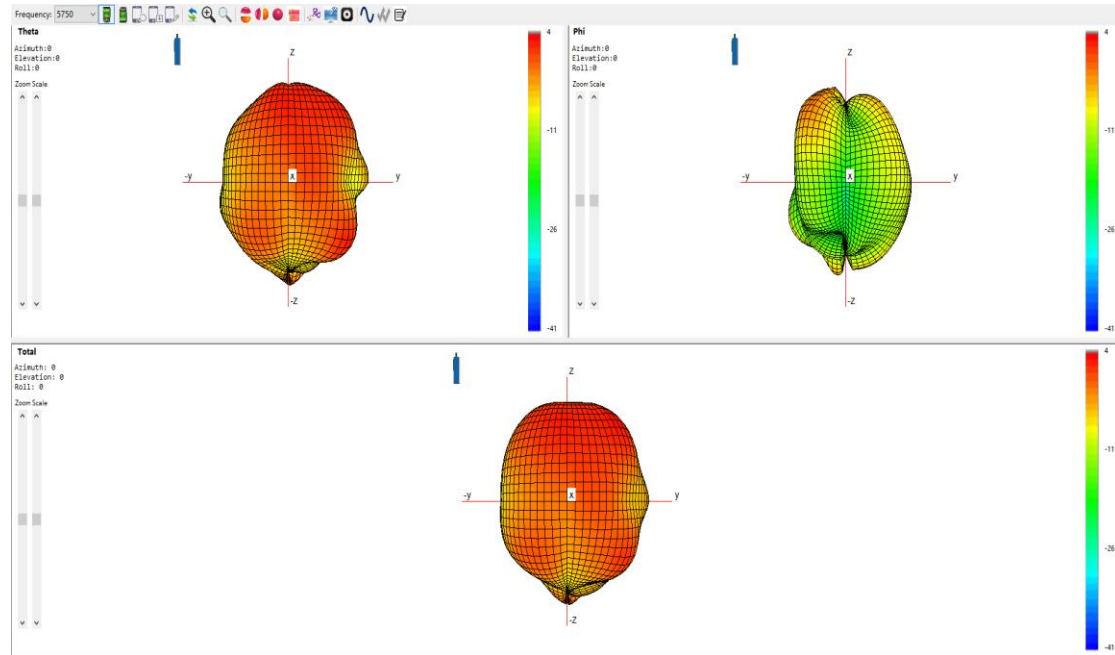 Frequency: 5750
Theta
Azimuth:0
Elevation:0
Roll:0
Zoom Scale
Z
-y
X
y
-Z
4
-11
-26
-41
Phi
Azimuth:0
Elevation:0
Roll:0
Zoom Scale
Z
-y
X
y
-Z
4
-11
-26
-41
Total
Azimuth: 0
Elevation: 0
Roll: 0
Zoom Scale
Z
-y
X
y
-Z
4
-11
-26
-41